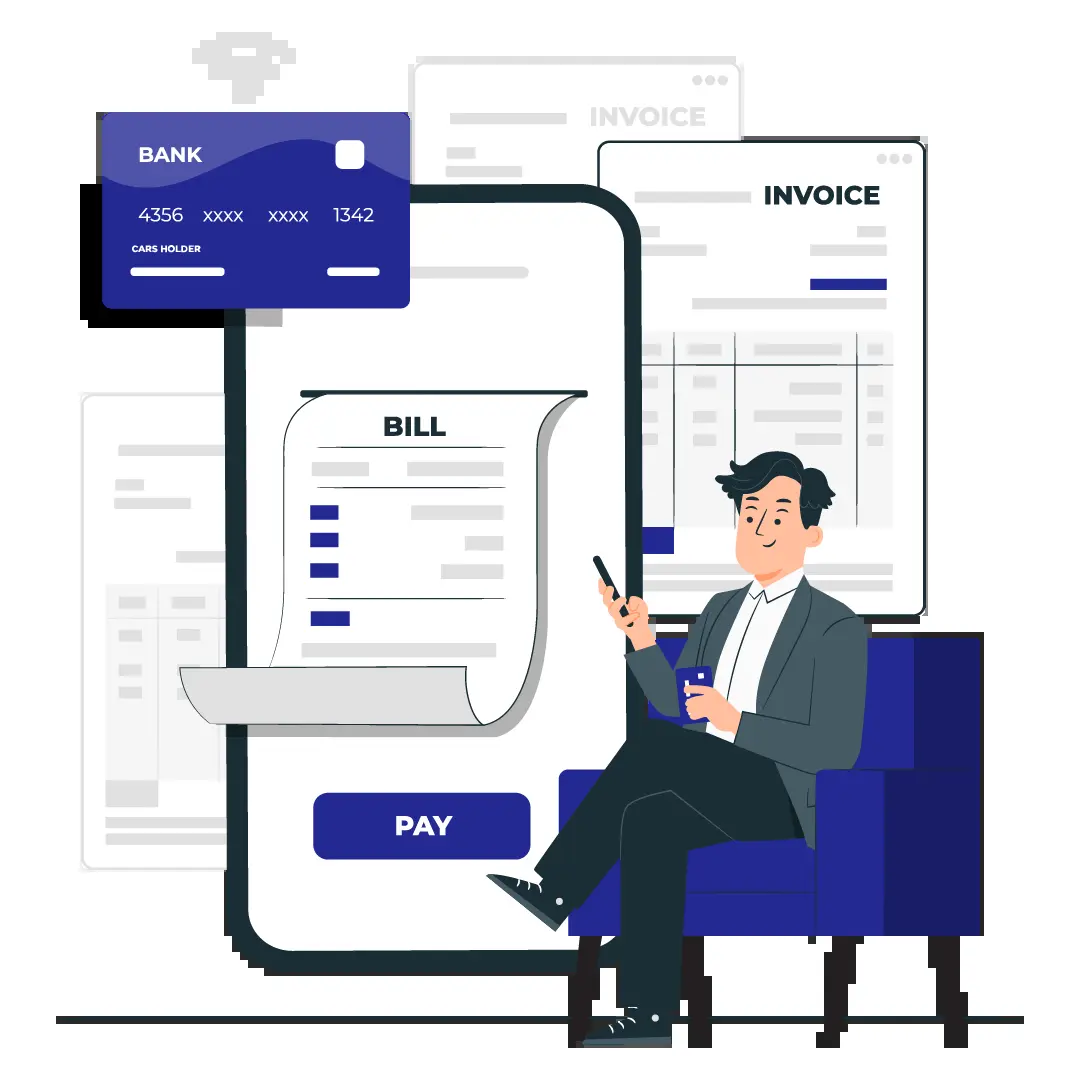 INVOICE
BANK
4356 xxxx xxxx 1342
CARS HOLDER
INVOICE
BILL
PAY